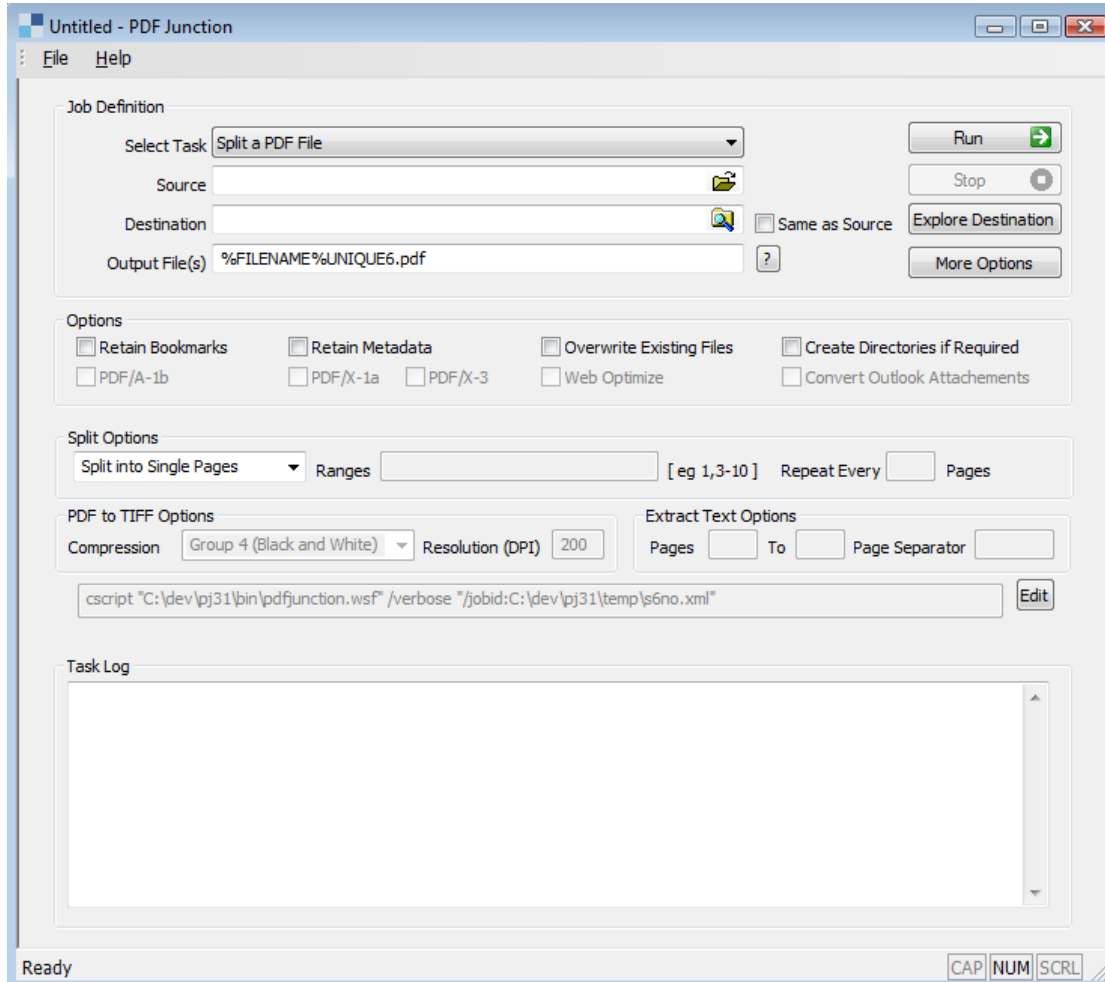 Untitled - PDF Junction
File Help
Job Definition
Select Task Split a PDF File Run
Source Stop
Destination Same as Source Explore Destination
Output File(s) %FILENAME%UNIQUE6.pdf ? More Options
Options
Retain Bookmarks Retain Metadata Overwrite Existing Files Create Directories if Required
PDF/A-1b PDF/X-1a PDF/X-3 Web Optimize Convert Outlook Attachements
Split Options
Split into Single Pages Ranges [ eg 1,3-10 ] Repeat Every Pages
PDF to TIFF Options Extract Text Options
Compression Group 4 (Black and White) Resolution (DPI) 200 Pages To Page Separator
cscript "C:\dev\pj31\bin\pdfjunction.wsf" /verbose "/jobid:C:\dev\pj31\temp\s6no.xml" Edit
Task Log
Ready CAP NUM SCRL